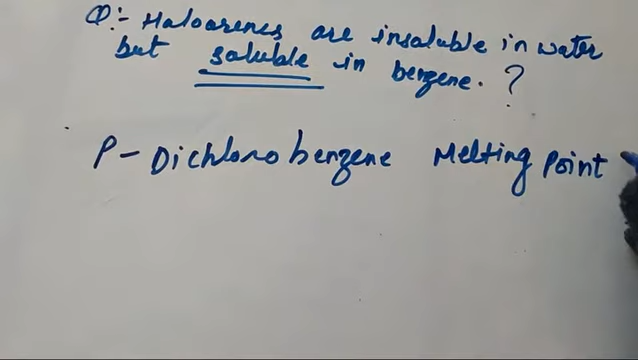 Q:- Haloarenes are insoluble in water
but soluble in benzene. ?
P- Dichlorobenzene Melting Point